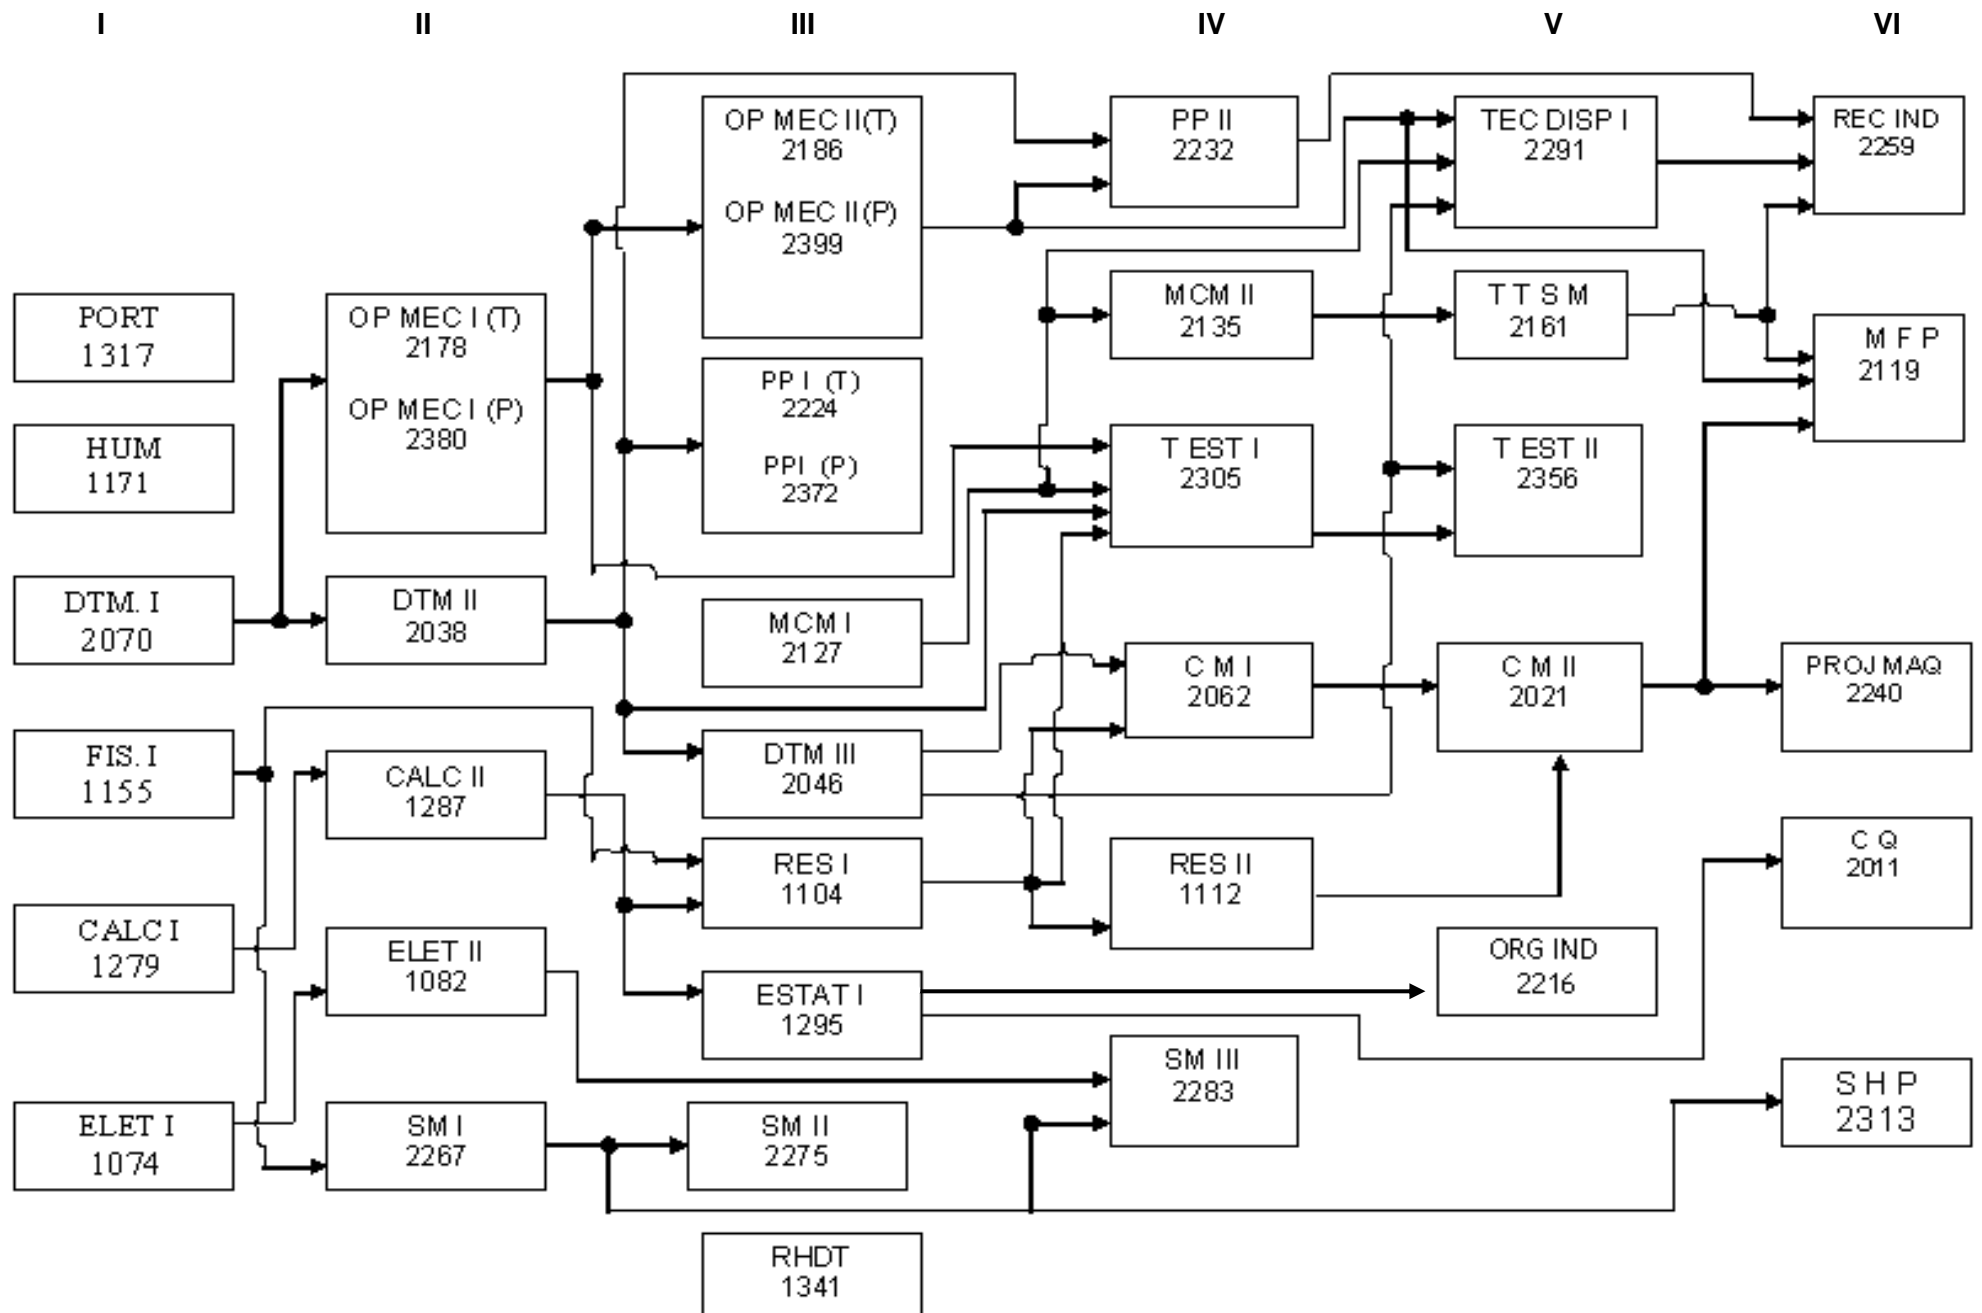 I II III IV V VI
PORT
1317
HUM
1171
DTM. I
2070
FIS. I
1155
CALC I
1279
ELET I
1074
OP MEC I (T)
2178
OP MEC I (P)
2380
DTM II
2038
CALC II
1287
ELET II
1082
SM I
2267
OP MEC II(T)
2186
OP MEC II(P)
2399
PP I (T)
2224
PPI (P)
2372
MCM I
2127
DTM III
2046
RES I
1104
ESTAT I
1295
SM II
2275
RHDT
1341
PP II
2232
MCM II
2135
T EST I
2305
C M I
2062
RES II
1112
SM III
2283
TEC DISP I
2291
T T S M
2161
T EST II
2356
C M II
2021
ORG IND
2216
REC IND
2259
M F P
2119
PROJ MAQ
2240
C Q
2011
S H P
2313